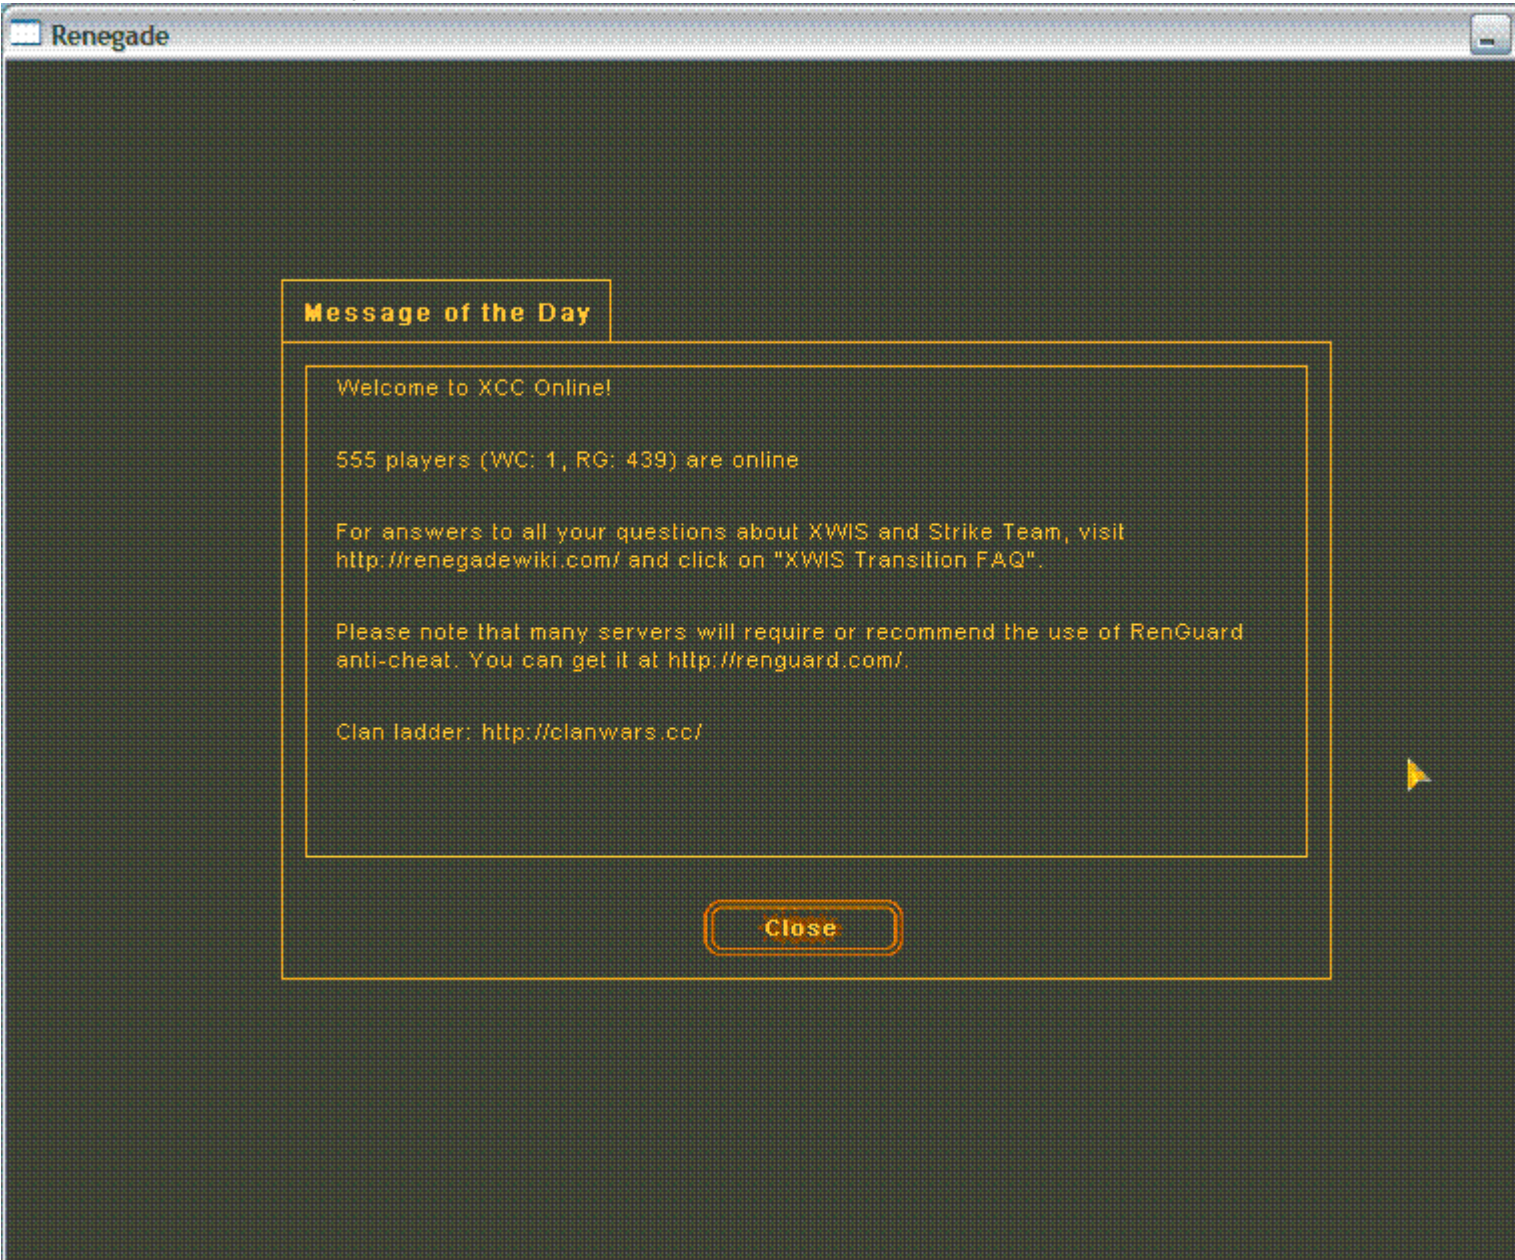 Renegade
Message of the Day
Welcome to XCC Online!
555 players (WC: 1, RG: 439) are online
For answers to all your questions about XWIS and Strike Team, visit
http://renegadewiki.com/ and click on "XWIS Transition FAQ".
Please note that many servers will require or recommend the use of RenGuard
anti-cheat. You can get it at http://renguard.com/.
Clan ladder: http://clanwars.cc/
Close